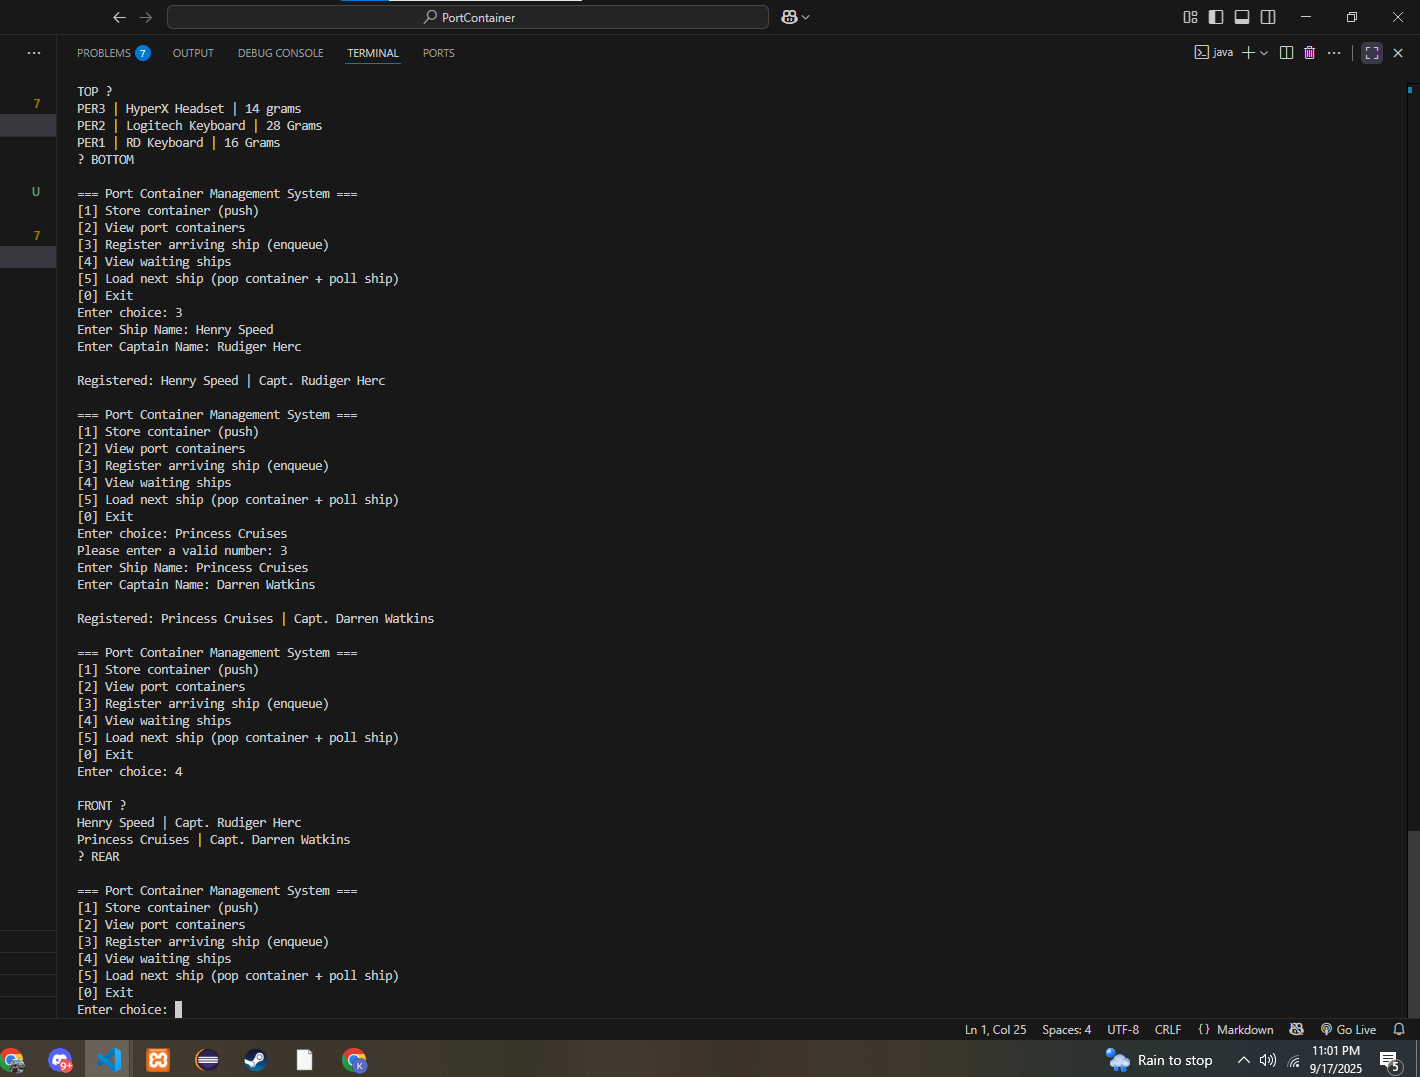 PortContainer
PROBLEMS 7 OUTPUT DEBUG CONSOLE TERMINAL PORTS
java
7
U
7
TOP ?
PER3 | HyperX Headset | 14 grams
PER2 | Logitech Keyboard | 28 Grams
PER1 | RD Keyboard | 16 Grams
? BOTTOM
=== Port Container Management System ===
[1] Store container (push)
[2] View port containers
[3] Register arriving ship (enqueue)
[4] View waiting ships
[5] Load next ship (pop container + poll ship)
[0] Exit
Enter choice: 3
Enter Ship Name: Henry Speed
Enter Captain Name: Rudiger Herc
Registered: Henry Speed | Capt. Rudiger Herc
=== Port Container Management System ===
[1] Store container (push)
[2] View port containers
[3] Register arriving ship (enqueue)
[4] View waiting ships
[5] Load next ship (pop container + poll ship)
[0] Exit
Enter choice: Princess Cruises
Please enter a valid number: 3
Enter Ship Name: Princess Cruises
Enter Captain Name: Darren Watkins
Registered: Princess Cruises | Capt. Darren Watkins
=== Port Container Management System ===
[1] Store container (push)
[2] View port containers
[3] Register arriving ship (enqueue)
[4] View waiting ships
[5] Load next ship (pop container + poll ship)
[0] Exit
Enter choice: 4
FRONT ?
Henry Speed | Capt. Rudiger Herc
Princess Cruises | Capt. Darren Watkins
? REAR
=== Port Container Management System ===
[1] Store container (push)
[2] View port containers
[3] Register arriving ship (enqueue)
[4] View waiting ships
[5] Load next ship (pop container + poll ship)
[0] Exit
Enter choice:
Ln 1, Col 25 Spaces: 4 UTF-8 CRLF {} Markdown Go Live
9+
K
Rain to stop
11:01 PM
9/17/2025
5